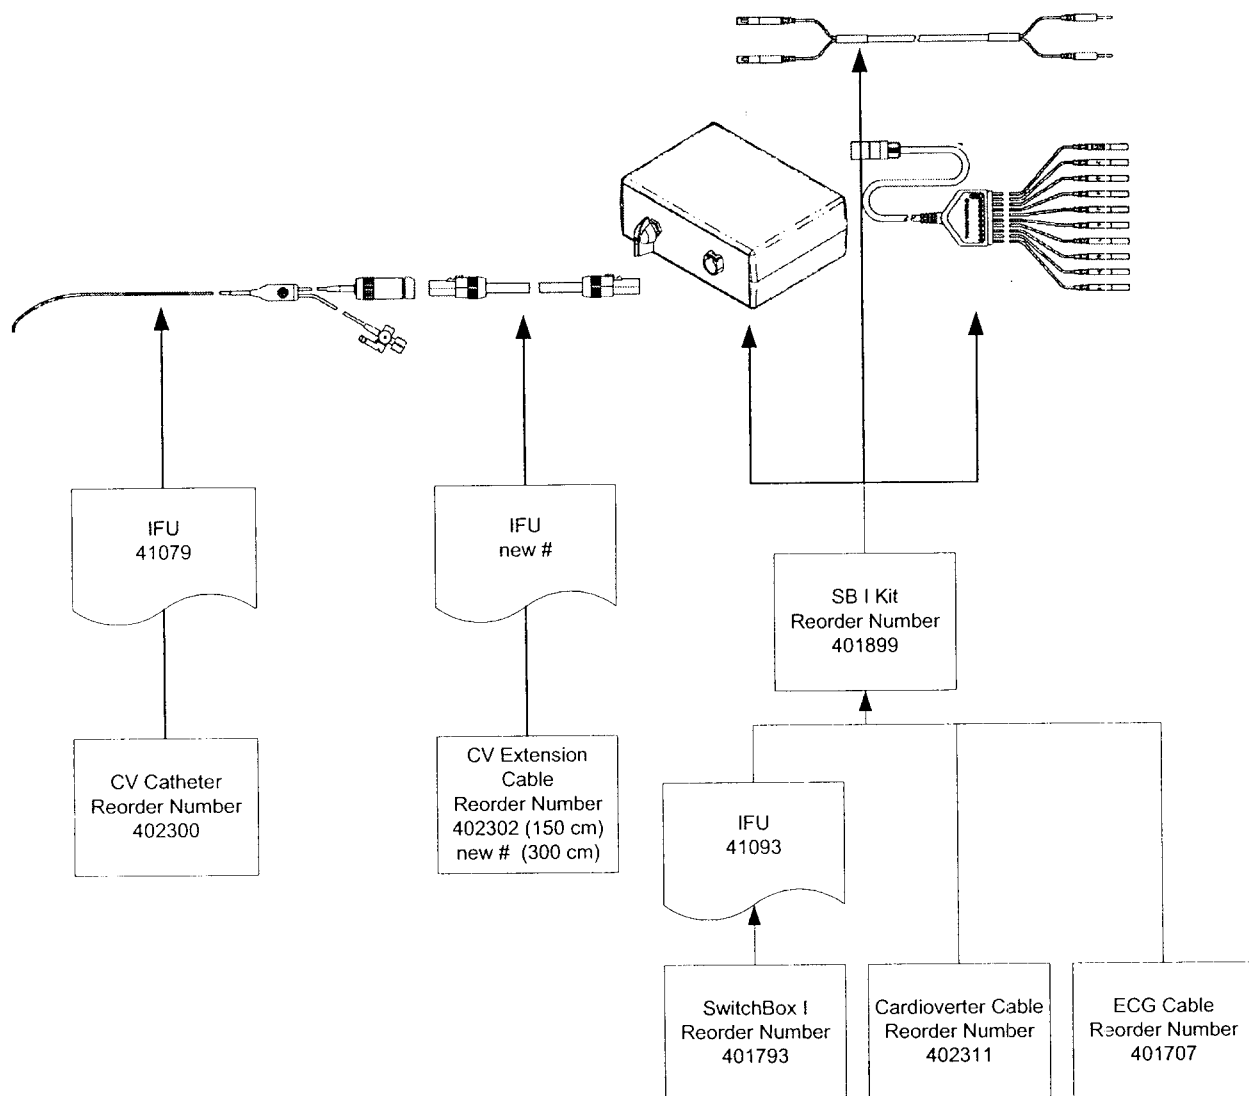 IFU
41079
IFU
new #
SB I Kit
Reorder Number
401899
CV Catheter
Reorder Number
402300
CV Extension
Cable
Reorder Number
402302 (150 cm)
new # (300 cm)
IFU
41093
SwitchBox I
Reorder Number
401793
Cardioverter Cable
Reorder Number
402311
ECG Cable
Reorder Number
401707